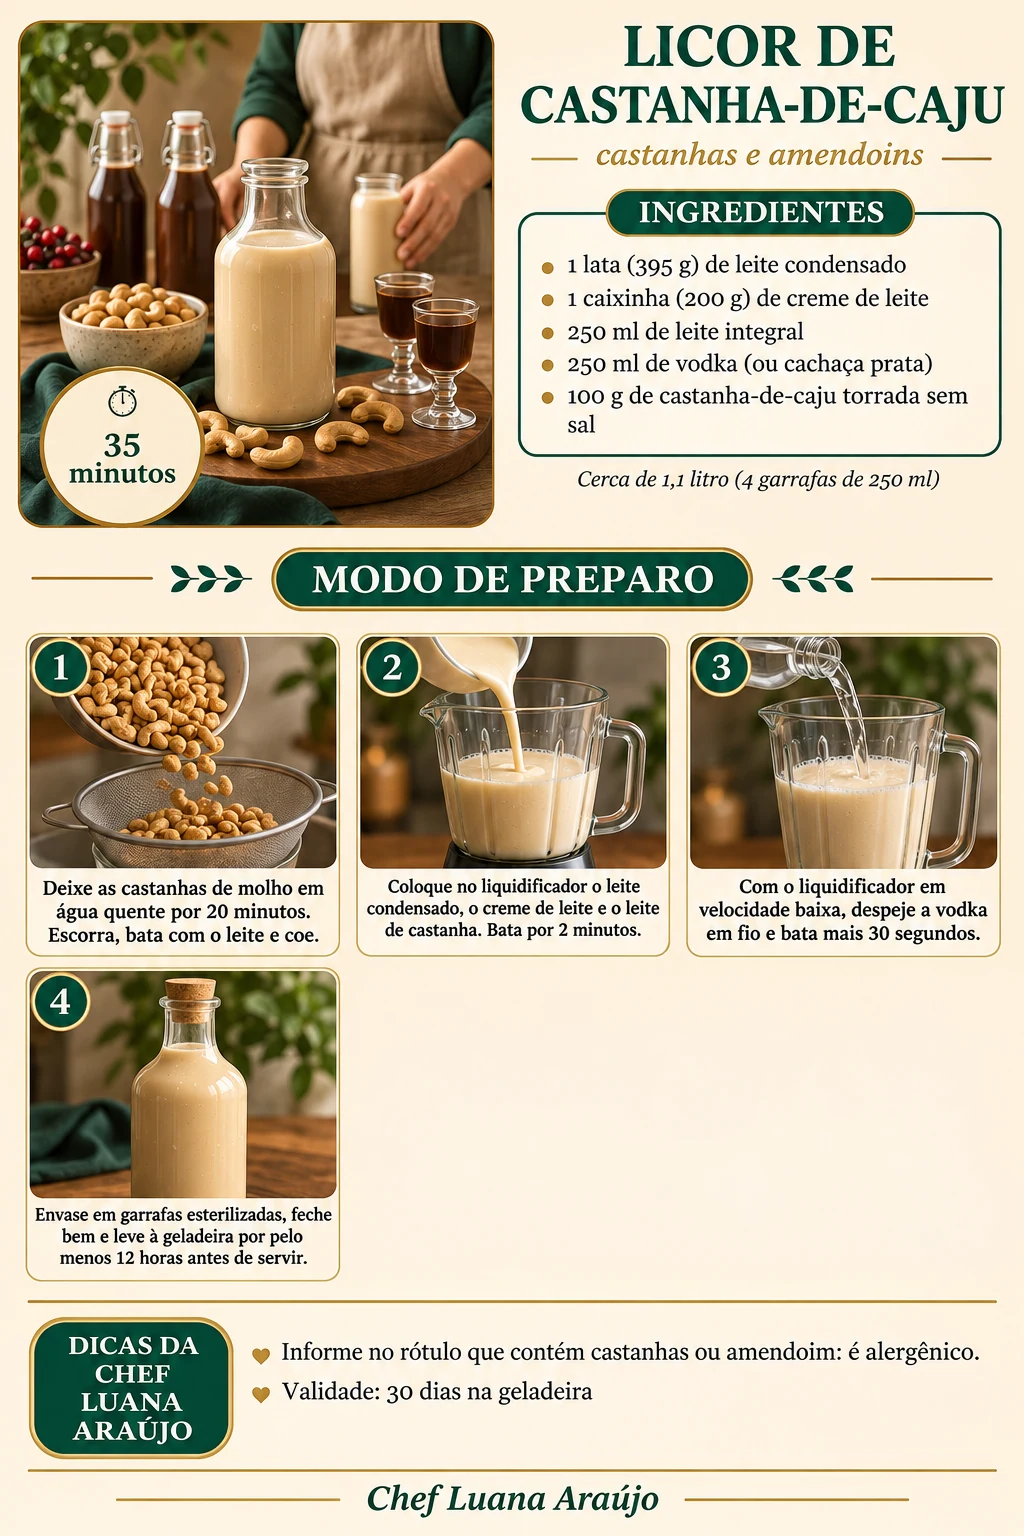 LICOR DE
CASTANHA-DE-CAJU
castanhas e amendoins
INGREDIENTES
1 lata (395 g) de leite condensado
1 caixinha (200 g) de creme de leite
250 ml de leite integral
250 ml de vodka (ou cachaça prata)
100 g de castanha-de-caju torrada sem
sal
Cerca de 1,1 litro (4 garrafas de 250 ml)
35
minutos
MODO DE PREPARO
1
Deixe as castanhas de molho em
água quente por 20 minutos.
Escorra, bata com o leite e coe.
2
Coloque no liquidificador o leite
condensado, o creme de leite e o leite
de castanha. Bata por 2 minutos.
3
Com o liquidificador em
velocidade baixa, despeje a vodka
em fio e bata mais 30 segundos.
4
Envase em garrafas esterilizadas, feche
bem e leve à geladeira por pelo
menos 12 horas antes de servir.
DICAS DA
CHEF
LUANA
ARAÚJO
Informe no rótulo que contém castanhas ou amendoim: é alergênico.
Validade: 30 dias na geladeira
Chef Luana Araújo